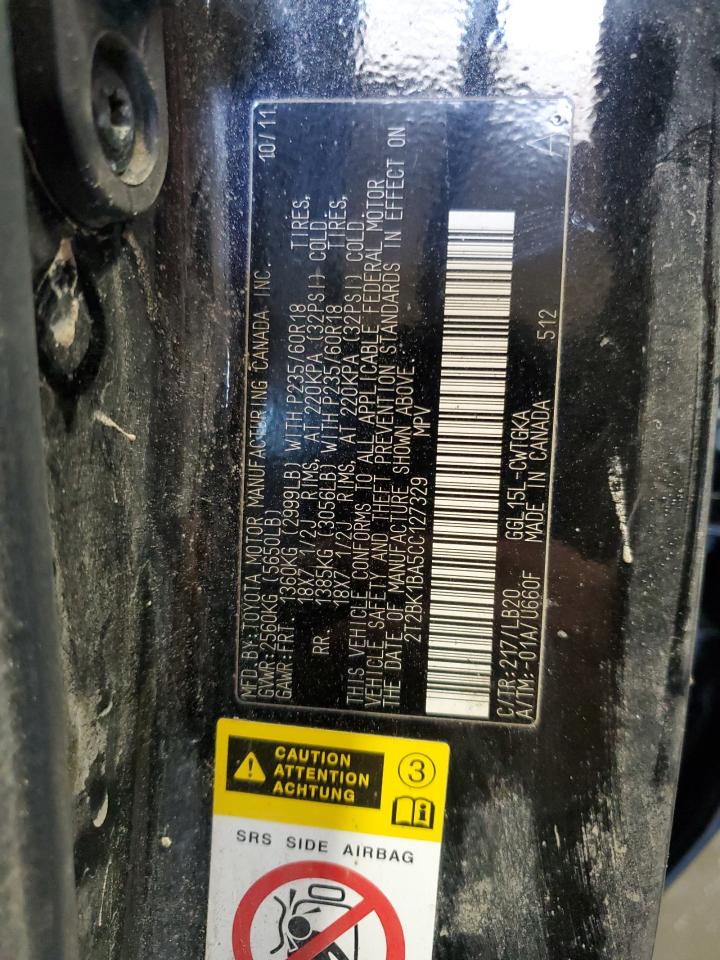 MFD.BY:TOYOTA MOTOR MANUFACTURING CANADA INC. 10/11
GVWR:2560KG (5650LB)
GAWR:FRT 1360KG (2999LB) WITH P235/60R18 TIRES,
18X7 1/2J RIMS, AT 220KPA (32PSI) COLD.
RR. 1385KG (3056LB) WITH P235/60R18 TIRES,
18X7 1/2J RIMS, AT 220KPA (32PSI) COLD.
THIS VEHICLE CONFORMS TO ALL APPLICABLE FEDERAL MOTOR
VEHICLE SAFETY AND THEFT PREVENTION STANDARDS IN EFFECT ON
THE DATE OF MANUFACTURE SHOWN ABOVE.
2T2BK1BA5CC127329 MPV
C/TR:217/LB20 GGL15L-CWTGKA
A/TM:-01A/U660F MADE IN CANADA 512
CAUTION
ATTENTION
ACHTUNG
3
SRS SIDE AIRBAG